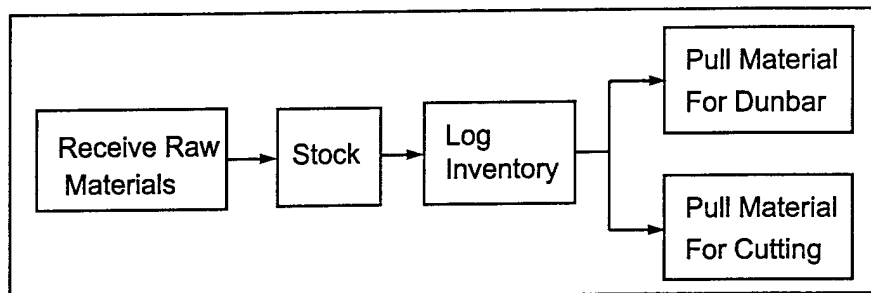 Receive Raw
Materials
Stock
Log
Inventory
Pull Material
For Dunbar
Pull Material
For Cutting